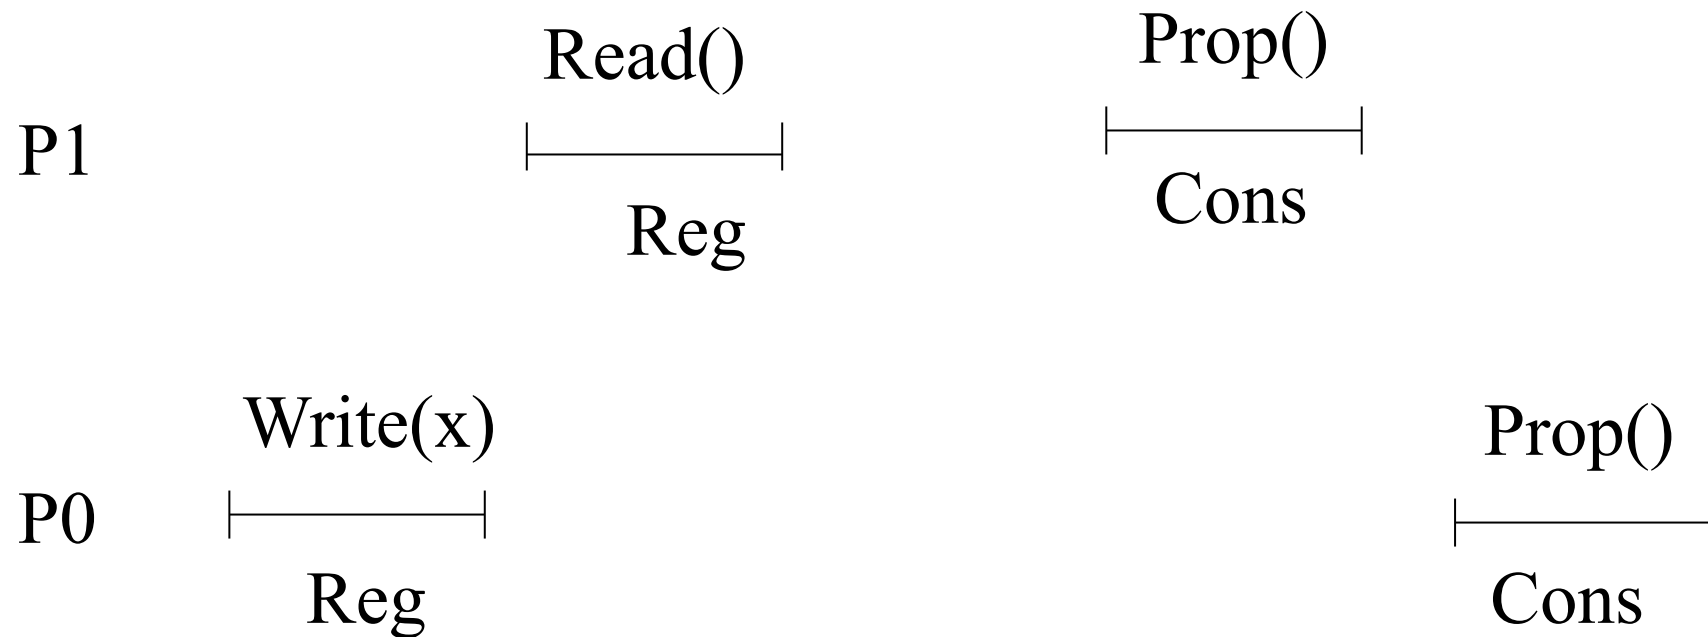 Read() Prop()
P1
Reg Cons
Write(x) Prop()
P0
Reg Cons